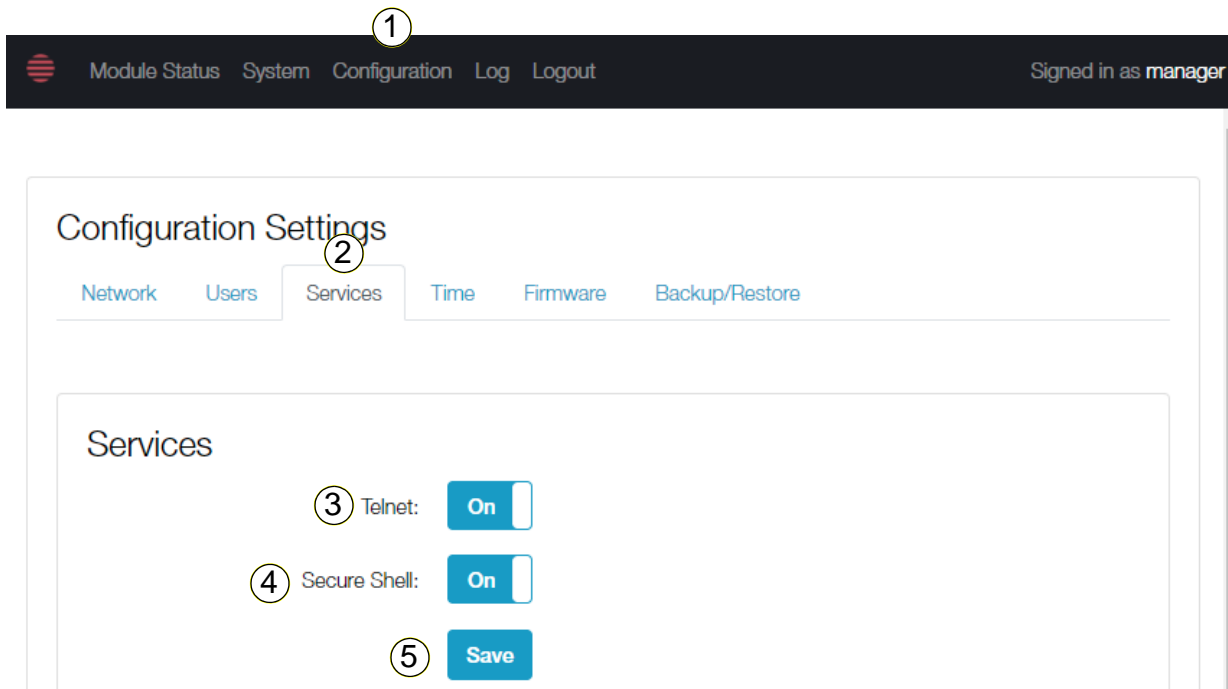 1
Module Status System Configuration Log Logout Signed in as manager
Configuration Settings
2
Network Users Services Time Firmware Backup/Restore
Services
3 Telnet: On
4 Secure Shell: On
5 Save